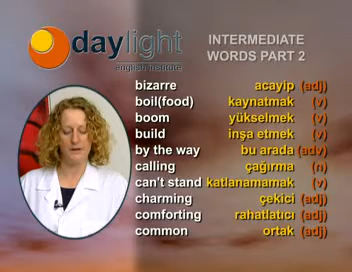 daylight
english institute
INTERMEDIATE
WORDS PART 2
bizarre acayip (adj)
boil(food) kaynatmak (v)
boom yükselmek (v)
build inşa etmek (v)
by the way bu arada (adv)
calling çağırma (n)
can't stand katlanamamak (v)
charming çekici (adj)
comforting rahatlatıcı (adj)
common ortak (adj)